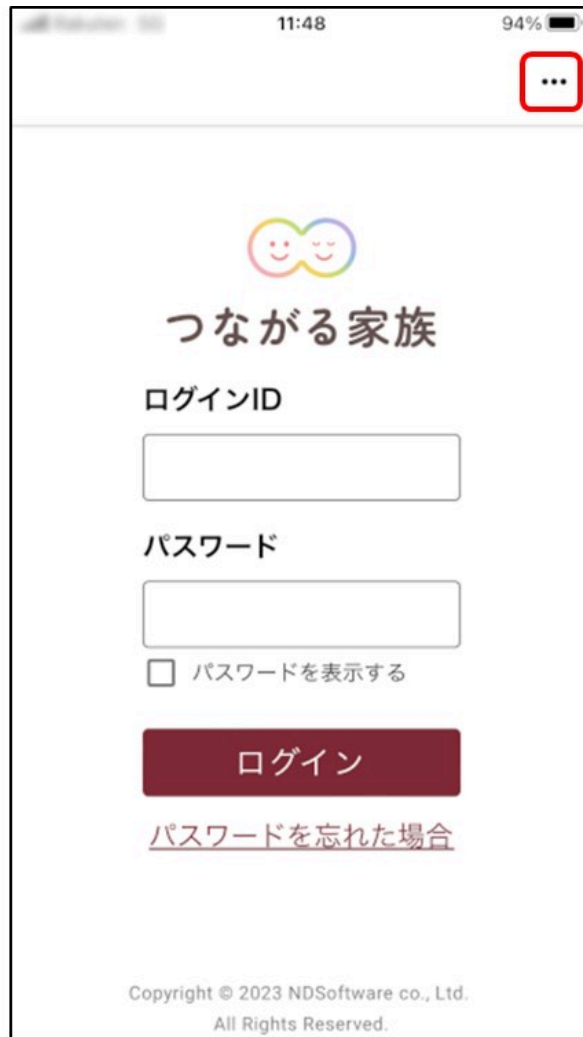 11:48
94%
つながる家族
ログインID
パスワード
パスワードを表示する
ログイン
パスワードを忘れた場合
Copyright © 2023 NDSoftware co., Ltd.
All Rights Reserved.